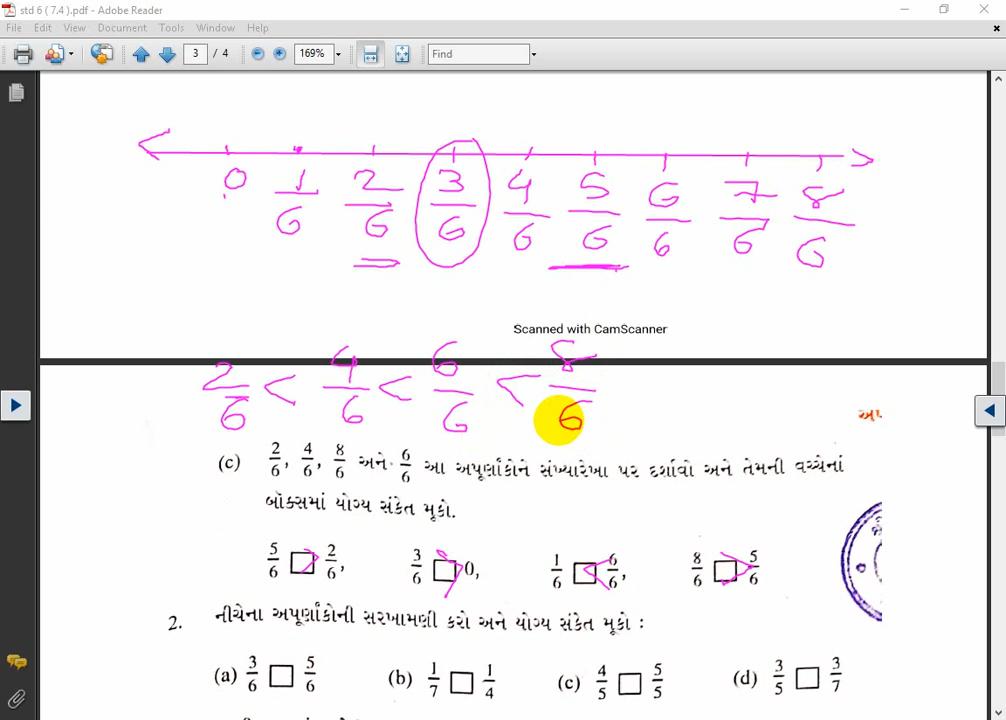 std 6 ( 7.4 ).pdf - Adobe Reader
File Edit View Document Tools Window Help
3 / 4 169% Find
0 1/6 2/6 3/6 4/6 5/6 6/6 7/6 8/6
Scanned with CamScanner
2/6 < 4/6 < 6/6 < 8/6
(c) 2/6, 4/6, 8/6 અને 6/6 આ અપૂર્ણાંકોને સંખ્યારેખા પર દર્શાવો અને તેમની વચ્ચેનાં
બૉક્સમાં યોગ્ય સંકેત મૂકો.
5/6 □ > 2/6, 3/6 □ > 0, 1/6 □ < 6/6, 8/6 □ > 5/6
2. નીચેના અપૂર્ણાંકોની સરખામણી કરો અને યોગ્ય સંકેત મૂકો :
(a) 3/6 □ 5/6 (b) 1/7 □ 1/4 (c) 4/5 □ 5/5 (d) 3/5 □ 3/7